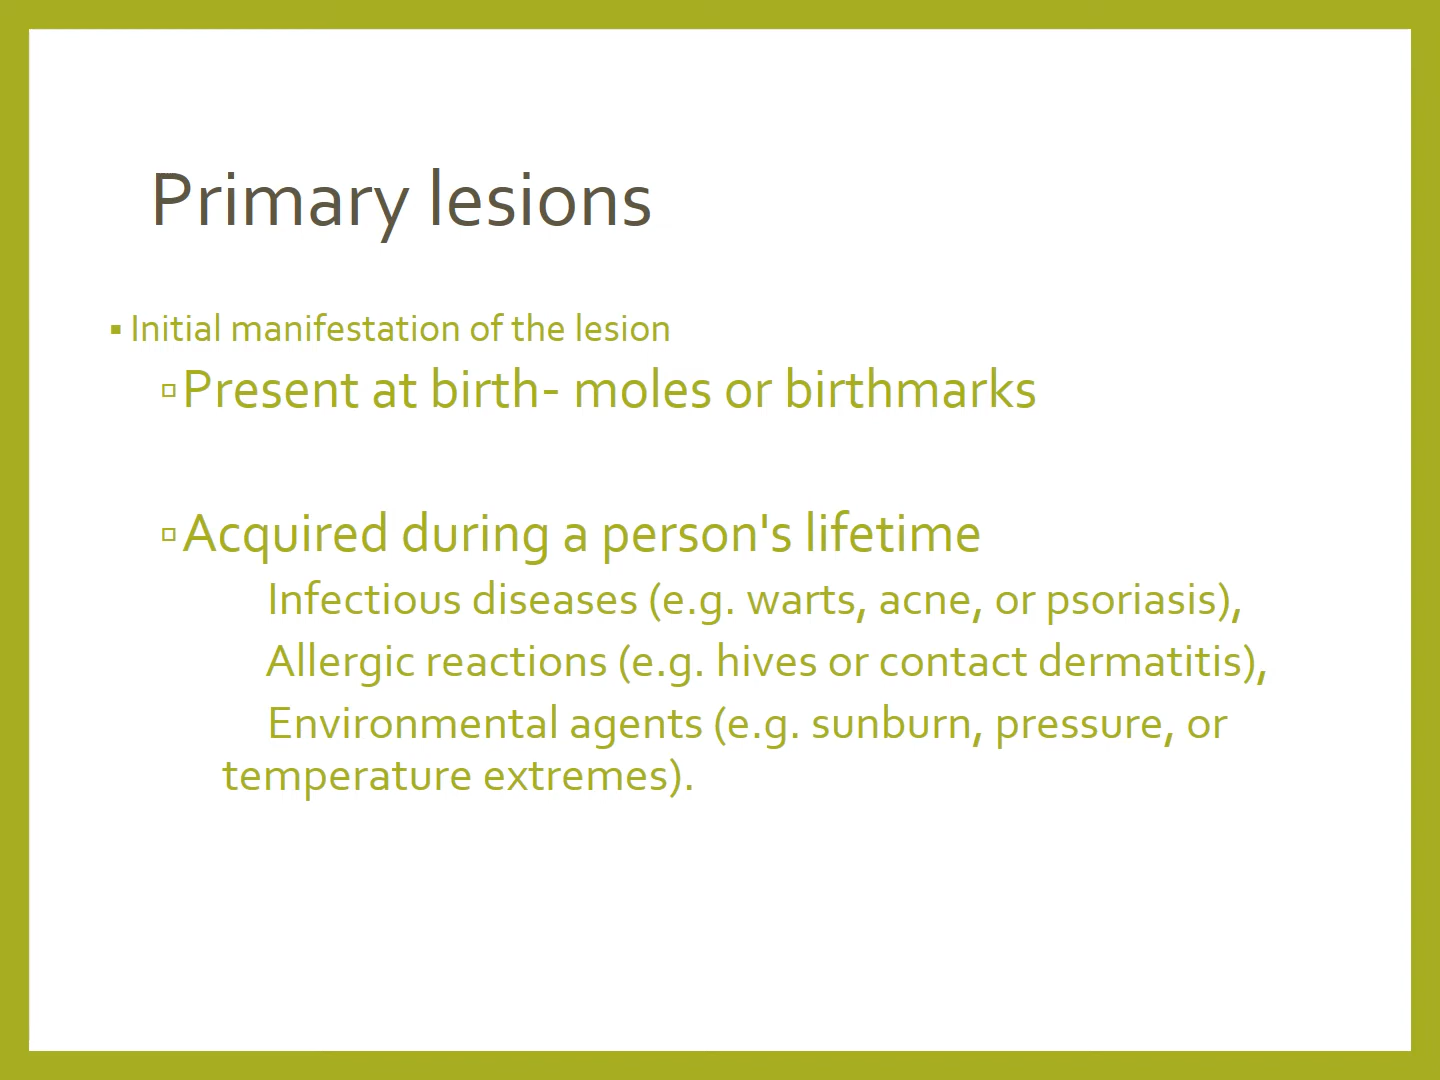 Primary lesions
▪ Initial manifestation of the lesion
▫Present at birth- moles or birthmarks
▫Acquired during a person's lifetime
Infectious diseases (e.g. warts, acne, or psoriasis),
Allergic reactions (e.g. hives or contact dermatitis),
Environmental agents (e.g. sunburn, pressure, or
temperature extremes).